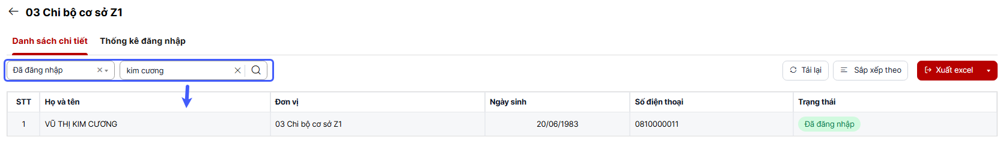 03 Chi bộ cơ sở Z1
Danh sách chi tiết Thống kê đăng nhập
Đã đăng nhập kim cương Tải lại Sắp xếp theo Xuất excel
STT Họ và tên Đơn vị Ngày sinh Số điện thoại Trạng thái
1 VŨ THỊ KIM CƯƠNG 03 Chi bộ cơ sở Z1 20/06/1983 0810000011 Đã đăng nhập